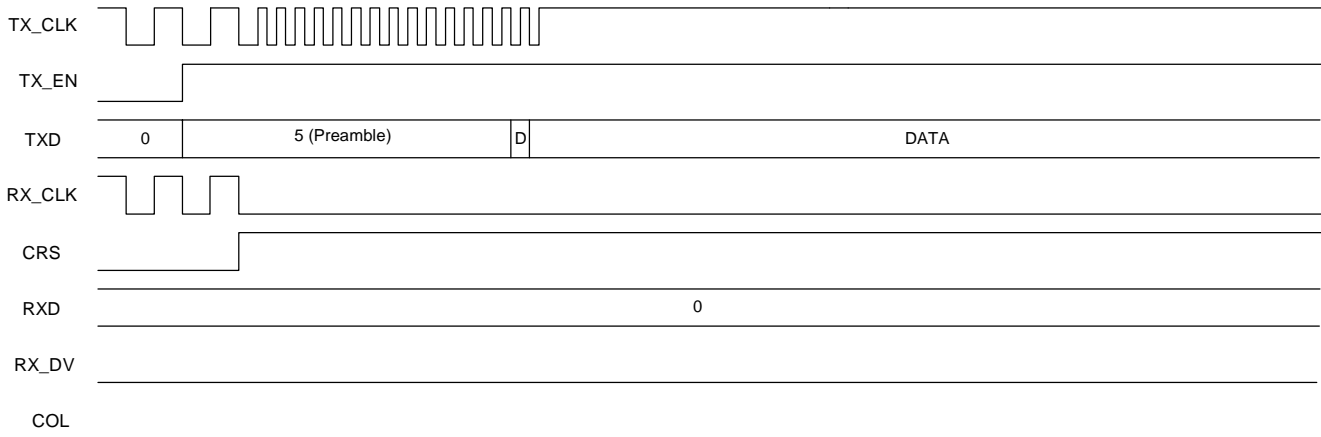 TX_CLK
TX_EN
TXD 0 5 (Preamble) D DATA
RX_CLK
CRS
RXD 0
RX_DV
COL